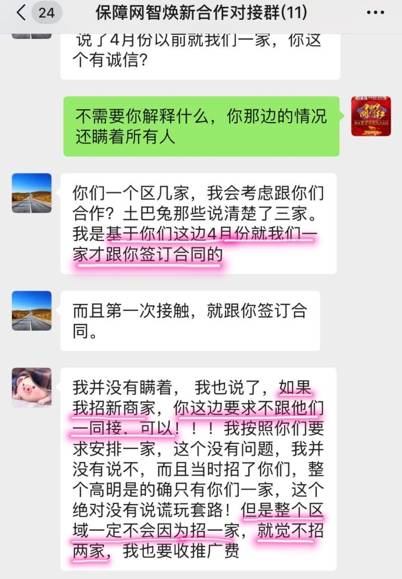 24
保障网智焕新合作对接群(11)
说了4月份以前就我们一家，你这
个有诚信？
不需要你解释什么，你那边的情况
还瞒着所有人
你们一个区几家，我会考虑跟你们
合作？土巴兔那些说清楚了三家。
我是基于你们这边4月份就我们一
家才跟你签订合同的
而且第一次接触，就跟你签订合
同。
我并没有瞒着， 我也说了，如果
我招新商家，你这边要求不跟他们
一同接．可以！！！我按照你们要
求安排一家，这个没有问题，我并
没有说不，而且当时招了你们，整
个高明是的确只有你们一家，这个
绝对没有说谎玩套路！但是整个区
域一定不会因为招一家，就觉不招
两家，我也要收推广费